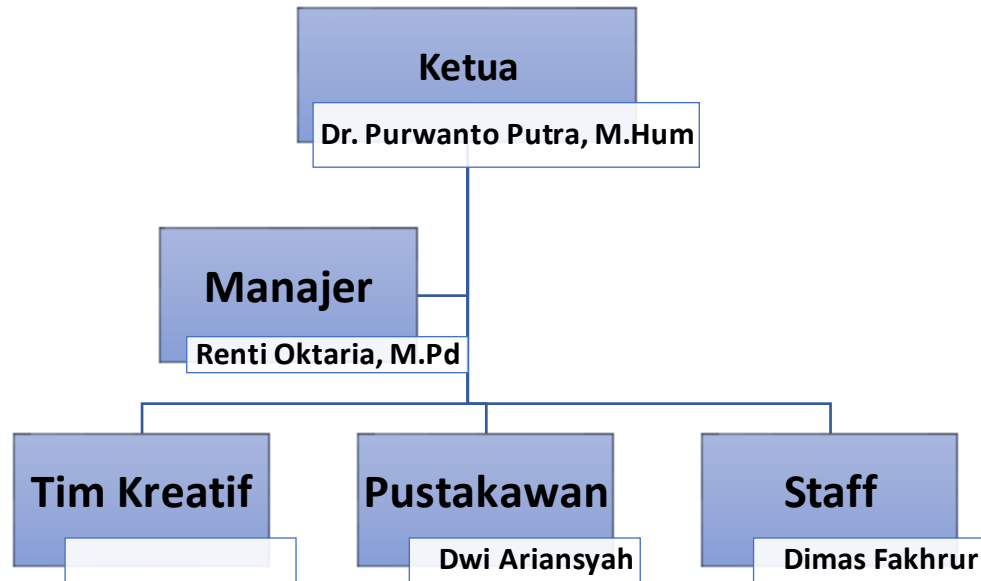 Ketua
Dr. Purwanto Putra, M.Hum
Manajer
Renti Oktaria, M.Pd
Tim Kreatif
Pustakawan
Dwi Ariansyah
Staff
Dimas Fakhrur